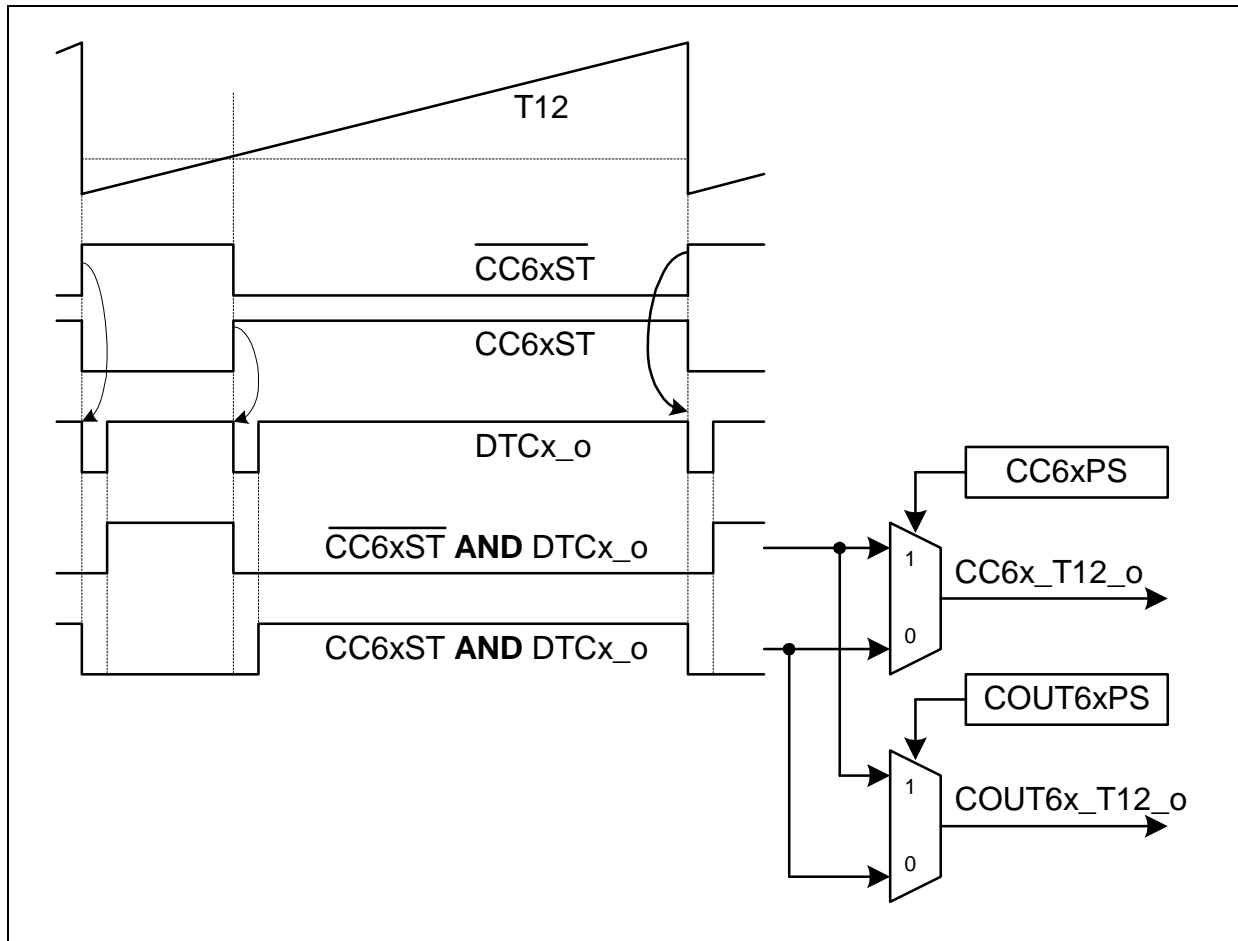 T12
CC6xST
CC6xST
DTCx_o
CC6xPS
CC6xST AND DTCx_o
1
CC6x_T12_o
0
CC6xST AND DTCx_o
COUT6xPS
1
COUT6x_T12_o
0